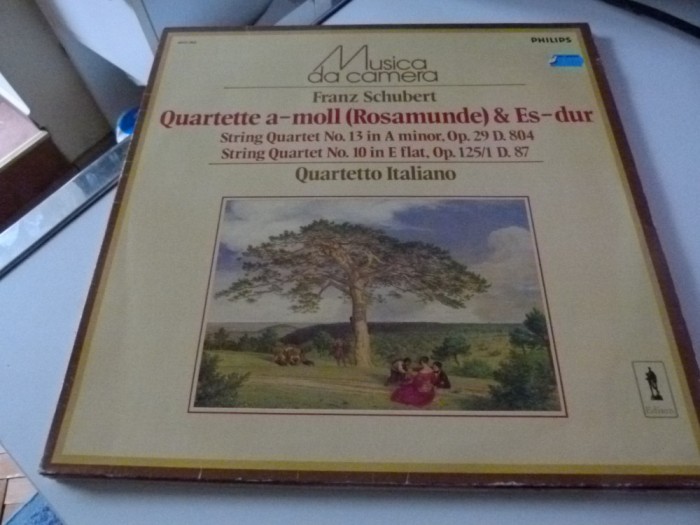 PHILIPS
Musica
da camera
Franz Schubert
Quartette a-moll (Rosamunde) & Es-dur
String Quartet No. 13 in A minor, Op. 29 D. 804
String Quartet No. 10 in E flat, Op. 125/1 D. 87
Quartetto Italiano